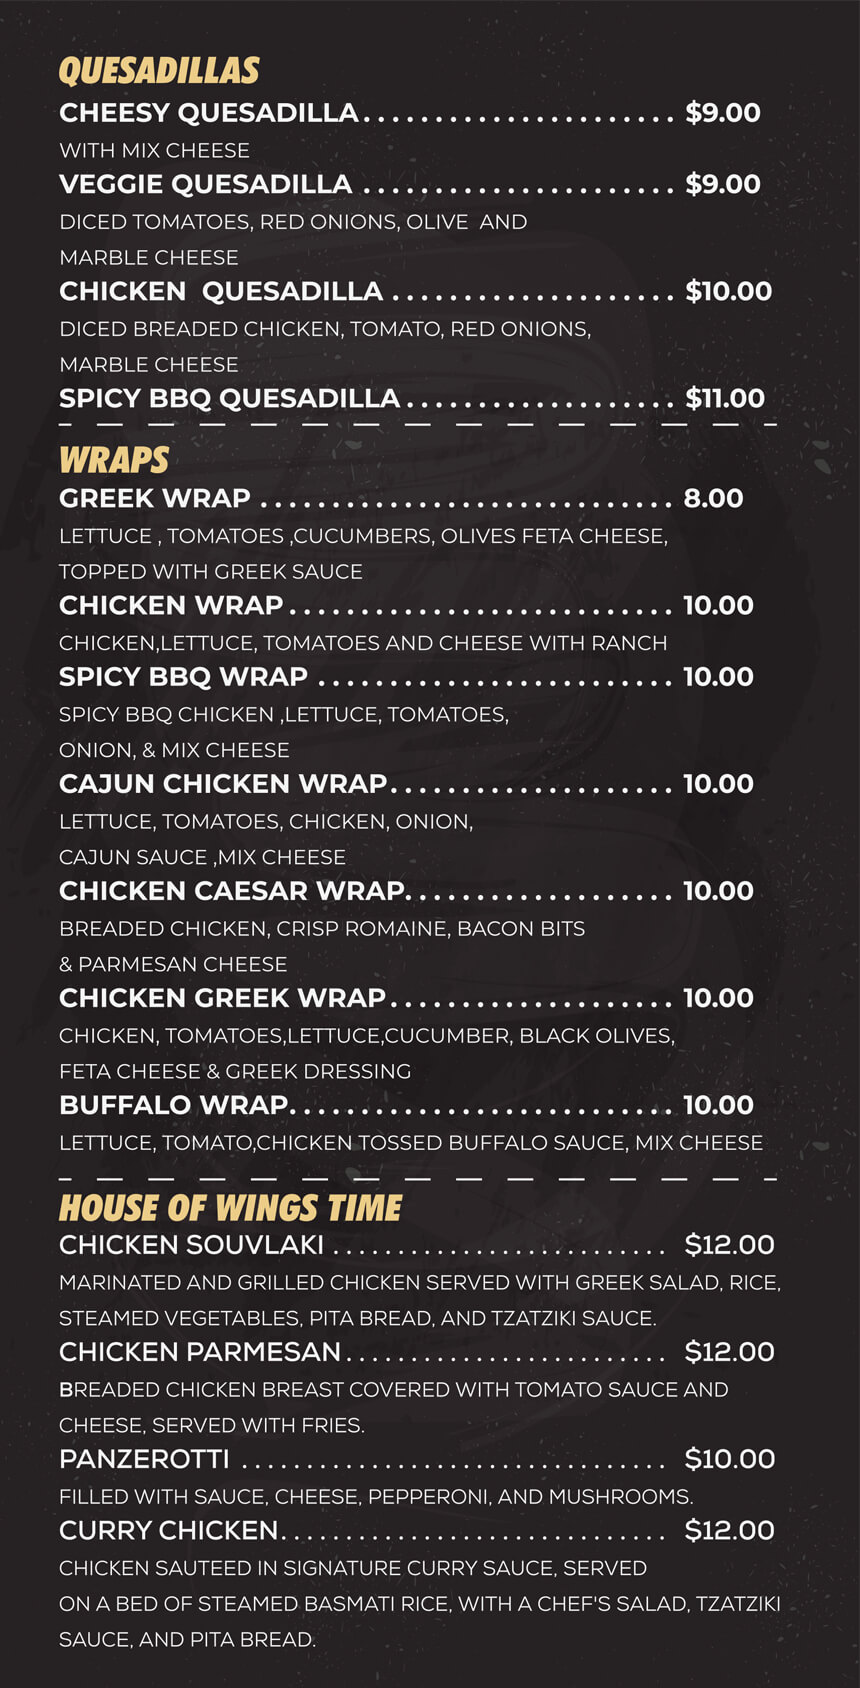 QUESADILLAS
CHEESY QUESADILLA...................... $9.00
WITH MIX CHEESE
VEGGIE QUESADILLA ...................... $9.00
DICED TOMATOES, RED ONIONS, OLIVE  AND
MARBLE CHEESE
CHICKEN  QUESADILLA .................... $10.00
DICED BREADED CHICKEN, TOMATO, RED ONIONS,
MARBLE CHEESE
SPICY BBQ QUESADILLA................... $11.00
WRAPS
GREEK WRAP ............................. 8.00
LETTUCE , TOMATOES ,CUCUMBERS, OLIVES FETA CHEESE,
TOPPED WITH GREEK SAUCE
CHICKEN WRAP........................... 10.00
CHICKEN,LETTUCE, TOMATOES AND CHEESE WITH RANCH
SPICY BBQ WRAP ......................... 10.00
SPICY BBQ CHICKEN ,LETTUCE, TOMATOES,
ONION, & MIX CHEESE
CAJUN CHICKEN WRAP.................... 10.00
LETTUCE, TOMATOES, CHICKEN, ONION,
CAJUN SAUCE ,MIX CHEESE
CHICKEN CAESAR WRAP................... 10.00
BREADED CHICKEN, CRISP ROMAINE, BACON BITS
& PARMESAN CHEESE
CHICKEN GREEK WRAP.................... 10.00
CHICKEN, TOMATOES,LETTUCE,CUCUMBER, BLACK OLIVES,
FETA CHEESE & GREEK DRESSING
BUFFALO WRAP........................... 10.00
LETTUCE, TOMATO,CHICKEN TOSSED BUFFALO SAUCE, MIX CHEESE
HOUSE OF WINGS TIME
CHICKEN SOUVLAKI .......................... $12.00
MARINATED AND GRILLED CHICKEN SERVED WITH GREEK SALAD, RICE,
STEAMED VEGETABLES, PITA BREAD, AND TZATZIKI SAUCE.
CHICKEN PARMESAN......................... $12.00
BREADED CHICKEN BREAST COVERED WITH TOMATO SAUCE AND
CHEESE, SERVED WITH FRIES.
PANZEROTTI ................................. $10.00
FILLED WITH SAUCE, CHEESE, PEPPERONI, AND MUSHROOMS.
CURRY CHICKEN.............................. $12.00
CHICKEN SAUTEED IN SIGNATURE CURRY SAUCE, SERVED
ON A BED OF STEAMED BASMATI RICE, WITH A CHEF'S SALAD, TZATZIKI
SAUCE, AND PITA BREAD.